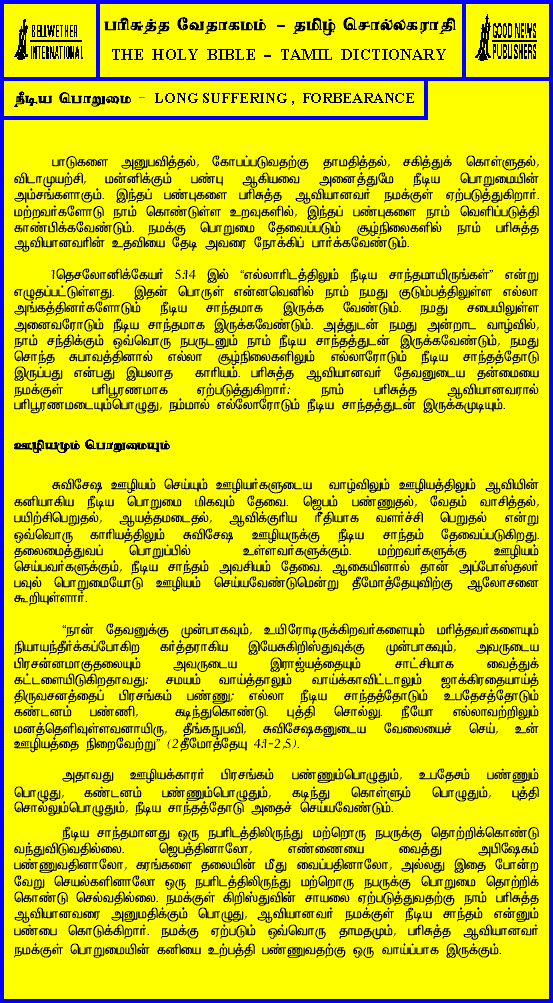 BELLWETHER
INTERNATIONAL
பரிசுத்த வேதாகமம் – தமிழ் சொல்லகராதி
THE HOLY BIBLE – TAMIL DICTIONARY
GOOD NEWS
PUBLISHERS
நீடிய பொறுமை – LONG SUFFERING , FORBEARANCE
பாடுகளை அனுபவித்தல், கோபப்படுவதற்கு தாமதித்தல், சகித்துக் கொள்ளுதல்,
விடாமுயற்சி, மன்னிக்கும் பண்பு ஆகியவை அனைத்துமே நீடிய பொறுமையின்
அம்சங்களாகும். இந்தப் பண்புகளை பரிசுத்த ஆவியானவர் நமக்குள் ஏற்படுத்துகிறார்.
மற்றவர்களோடு நாம் கொண்டுள்ள உறவுகளில், இந்தப் பண்புகளை நாம் வெளிப்படுத்தி
காண்பிக்கவேண்டும். நமக்கு பொறுமை தேவைப்படும் சூழ்நிலைகளில் நாம் பரிசுத்த
ஆவியானவரின் உதவியை தேடி அவரை நோக்கிப் பார்க்கவேண்டும்.
1தெசலோனிக்கேயர் 5:14 இல் “எல்லாரிடத்திலும் நீடிய சாந்தமாயிருங்கள்” என்று
எழுதப்பட்டுள்ளது. இதன் பொருள் என்னவெனில் நாம் நமது குடும்பத்திலுள்ள எல்லா
அங்கத்தினர்களோடும் நீடிய சாந்தமாக இருக்க வேண்டும். நமது சபையிலுள்ள
அனைவரோடும் நீடிய சாந்தமாக இருக்கவேண்டும். அத்துடன் நமது அன்றாட வாழ்வில்,
நாம் சந்திக்கும் ஒவ்வொரு நபருடனும் நாம் நீடிய சாந்தத்துடன் இருக்கவேண்டும், நமது
சொந்த சுபாவத்தினால் எல்லா சூழ்நிலைகளிலும் எல்லாரோடும் நீடிய சாந்தத்தோடு
இருப்பது என்பது இயலாத காரியம். பரிசுத்த ஆவியானவர் தேவனுடைய தன்மையை
நமக்குள் பரிபூரணமாக ஏற்படுத்துகிறார்; நாம் பரிசுத்த ஆவியானவரால்
பரிபூரணமடையும்பொழுது, நம்மால் எல்லோரோடும் நீடிய சாந்தத்துடன் இருக்கமுடியும்.
ஊழியமும் பொறுமையும்
சுவிசேஷ ஊழியம் செய்யும் ஊழியர்களுடைய வாழ்விலும் ஊழியத்திலும் ஆவியின்
கனியாகிய நீடிய பொறுமை மிகவும் தேவை. ஜெபம் பண்ணுதல், வேதம் வாசித்தல்,
பயிற்சிபெறுதல், ஆயத்தமடைதல், ஆவிக்குரிய ரீதியாக வளர்ச்சி பெறுதல் என்று
ஒவ்வொரு காரியத்திலும் சுவிசேஷ ஊழியருக்கு நீடிய சாந்தம் தேவைப்படுகிறது.
தலைமைத்துவப் பொறுப்பில் உள்ளவர்களுக்கும். மற்றவர்களுக்கு ஊழியம்
செய்பவர்களுக்கும், நீடிய சாந்தம் அவசியம் தேவை. ஆகையினால் தான் அப்போஸ்தலர்
பவுல் பொறுமையோடு ஊழியம் செய்யவேண்டுமென்று தீமோத்தேயுவிற்கு ஆலோசனை
கூறியுள்ளார்.
“நான் தேவனுக்கு முன்பாகவும், உயிரோடிருக்கிறவர்களையும் மரித்தவர்களையும்
நியாயந்தீர்க்கப்போகிற கர்த்தராகிய இயேசுகிறிஸ்துவுக்கு முன்பாகவும், அவருடைய
பிரசன்னமாகுதலையும் அவருடைய இராஜ்யத்தையும் சாட்சியாக வைத்துக்
கட்டளையிடுகிறதாவது; சமயம் வாய்த்தாலும் வாய்க்காவிட்டாலும் ஜாக்கிரதையாய்த்
திருவசனத்தைப் பிரசங்கம் பண்ணு; எல்லா நீடிய சாந்தத்தோடும் உபதேசத்தோடும்
கண்டனம் பண்ணி, கடிந்துகொண்டு. புத்தி சொல்லு. நீயோ எல்லாவற்றிலும்
மனத்தெளிவுள்ளவனாயிரு, தீங்கநுபவி, சுவிசேஷகனுடைய வேலையைச் செய், உன்
ஊழியத்தை நிறைவேற்று” (2தீமோத்தேயு 4:1-2,5).
அதாவது ஊழியக்காரர் பிரசங்கம் பண்ணும்பொழுதும், உபதேசம் பண்ணும்
பொழுது, கண்டனம் பண்ணும்பொழுதும், கடிந்து கொள்ளும் பொழுதும், புத்தி
சொல்லும்பொழுதும், நீடிய சாந்தத்தோடு அதைச் செய்யவேண்டும்.
நீடிய சாந்தமானது ஒரு நபரிடத்திலிருந்து மற்றொரு நபருக்கு தொற்றிக்கொண்டு
வந்துவிடுவதில்லை. ஜெபத்தினாலோ, எண்ணையை வைத்து அபிஷேகம்
பண்ணுவதினாலோ, கரங்களை தலையின் மீது வைப்பதினாலோ, அல்லது இதை போன்ற
வேறு செயல்களினாலோ ஒரு நபரிடத்திலிருந்து மற்றொரு நபருக்கு பொறுமை தொற்றிக்
கொண்டு செல்வதில்லை. நமக்குள் கிறிஸ்துவின் சாயலை ஏற்படுத்துவதற்கு நாம் பரிசுத்த
ஆவியானவரை அனுமதிக்கும் பொழுது, ஆவியானவர் நமக்குள் நீடிய சாந்தம் என்னும்
பண்பை கொடுக்கிறார். நமக்கு ஏற்படும் ஒவ்வொரு தாமதமும், பரிசுத்த ஆவியானவர்
நமக்குள் பொறுமையின் கனியை உற்பத்தி பண்ணுவதற்கு ஒரு வாய்ப்பாக இருக்கும்.